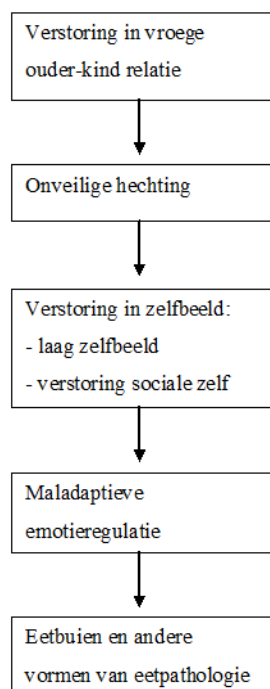 Verstoring in vroege
ouder-kind relatie
Onveilige hechting
Verstoring in zelfbeeld:
- laag zelfbeeld
- verstoring sociale zelf
Maladaptieve
emotieregulatie
Eetbuien en andere
vormen van eetpathologie